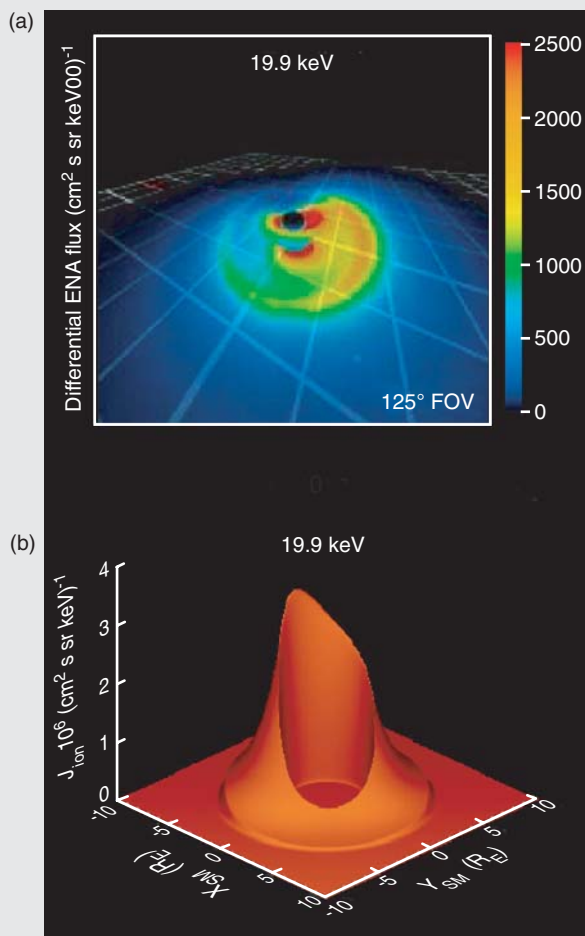 (a)
19.9 keV
Differential ENA flux (cm² s sr keV00)⁻¹
2500
2000
1500
1000
500
0
125° FOV
(b)
19.9 keV
J_ion 10⁶ (cm² s sr keV)⁻¹
4
3
2
1
0
-10
-5
0
5
10
X_SM (R_E)
-10
-5
0
5
10
Y_SM (R_E)